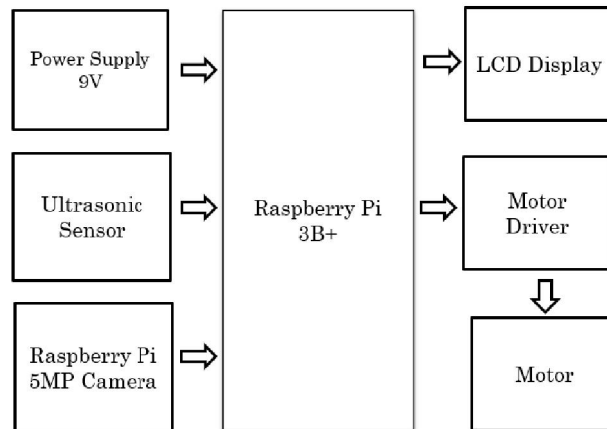 Power Supply
9V
Ultrasonic
Sensor
Raspberry Pi
5MP Camera
Raspberry Pi
3B+
LCD Display
Motor
Driver
Motor